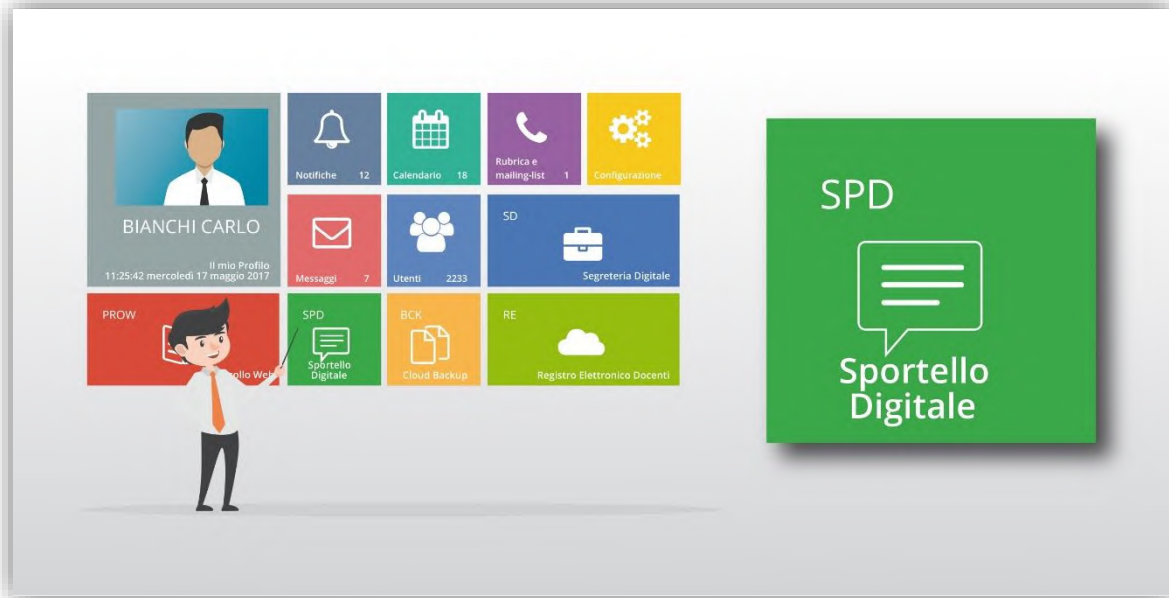 BIANCHI CARLO
Il mio Profilo
11:25:42 mercoledì 17 maggio 2017
Notifiche 12
Calendario 18
Rubrica e
mailing-list 1
Configurazione
Messaggi 7
Utenti 2233
SD
Segreteria Digitale
PROW
Web
SPD
Sportello
Digitale
BCK
Cloud Backup
RE
Registro Elettronico Docenti
SPD
Sportello
Digitale